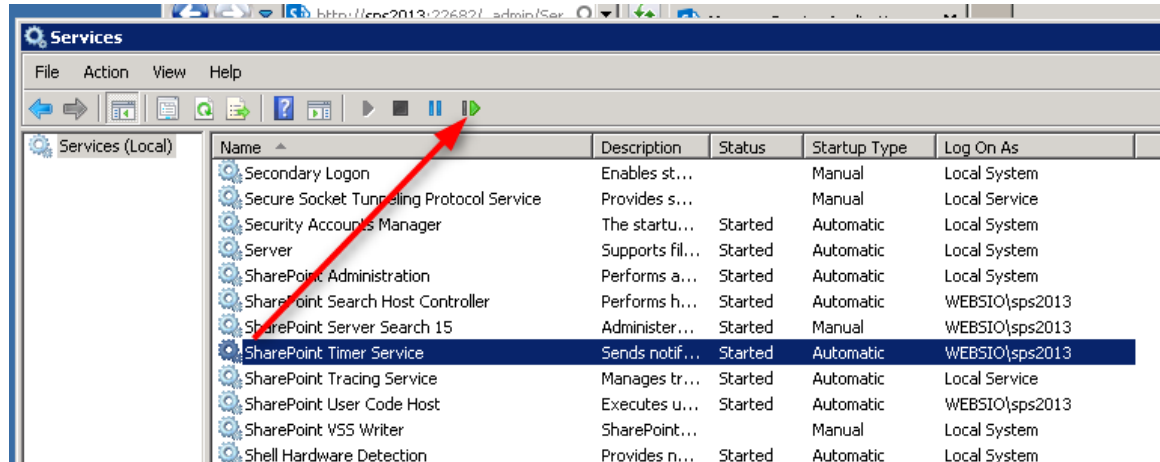 http://sps2013:22682/_admin/Ser
Services
File Action View Help
Services (Local)
Name Description Status Startup Type Log On As
Secondary Logon Enables st... Manual Local System
Secure Socket Tunneling Protocol Service Provides s... Manual Local Service
Security Accounts Manager The startu... Started Automatic Local System
Server Supports fil... Started Automatic Local System
SharePoint Administration Performs a... Started Automatic Local System
SharePoint Search Host Controller Performs h... Started Automatic WEBSIO\sps2013
SharePoint Server Search 15 Administer... Started Manual WEBSIO\sps2013
SharePoint Timer Service Sends notif... Started Automatic WEBSIO\sps2013
SharePoint Tracing Service Manages tr... Started Automatic Local Service
SharePoint User Code Host Executes u... Started Automatic WEBSIO\sps2013
SharePoint VSS Writer SharePoint... Manual Local System
Shell Hardware Detection Provides n... Started Automatic Local System